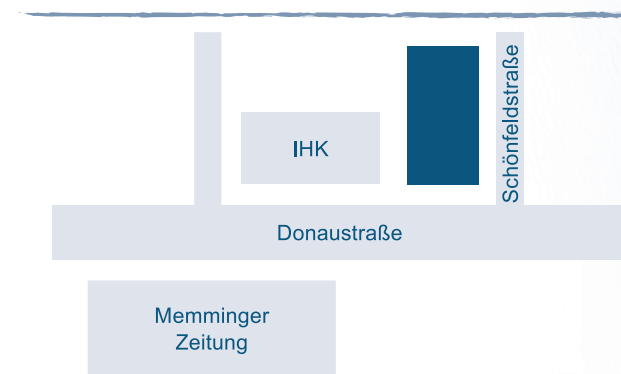 IHK
Schönfeldstraße
Donaustraße
Memminger
Zeitung